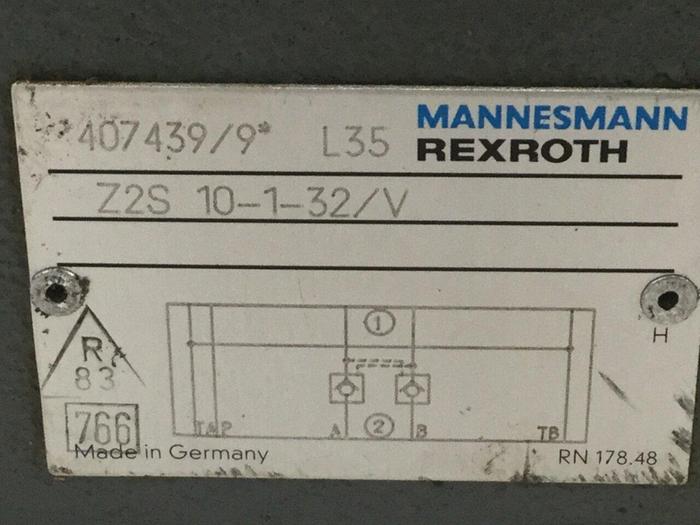 *407439/9* L35 MANNESMANN
REXROTH
Z2S 10-1-32/V
R
83
766
1
2
TA P A B TB
H
Made in Germany
RN 178.48